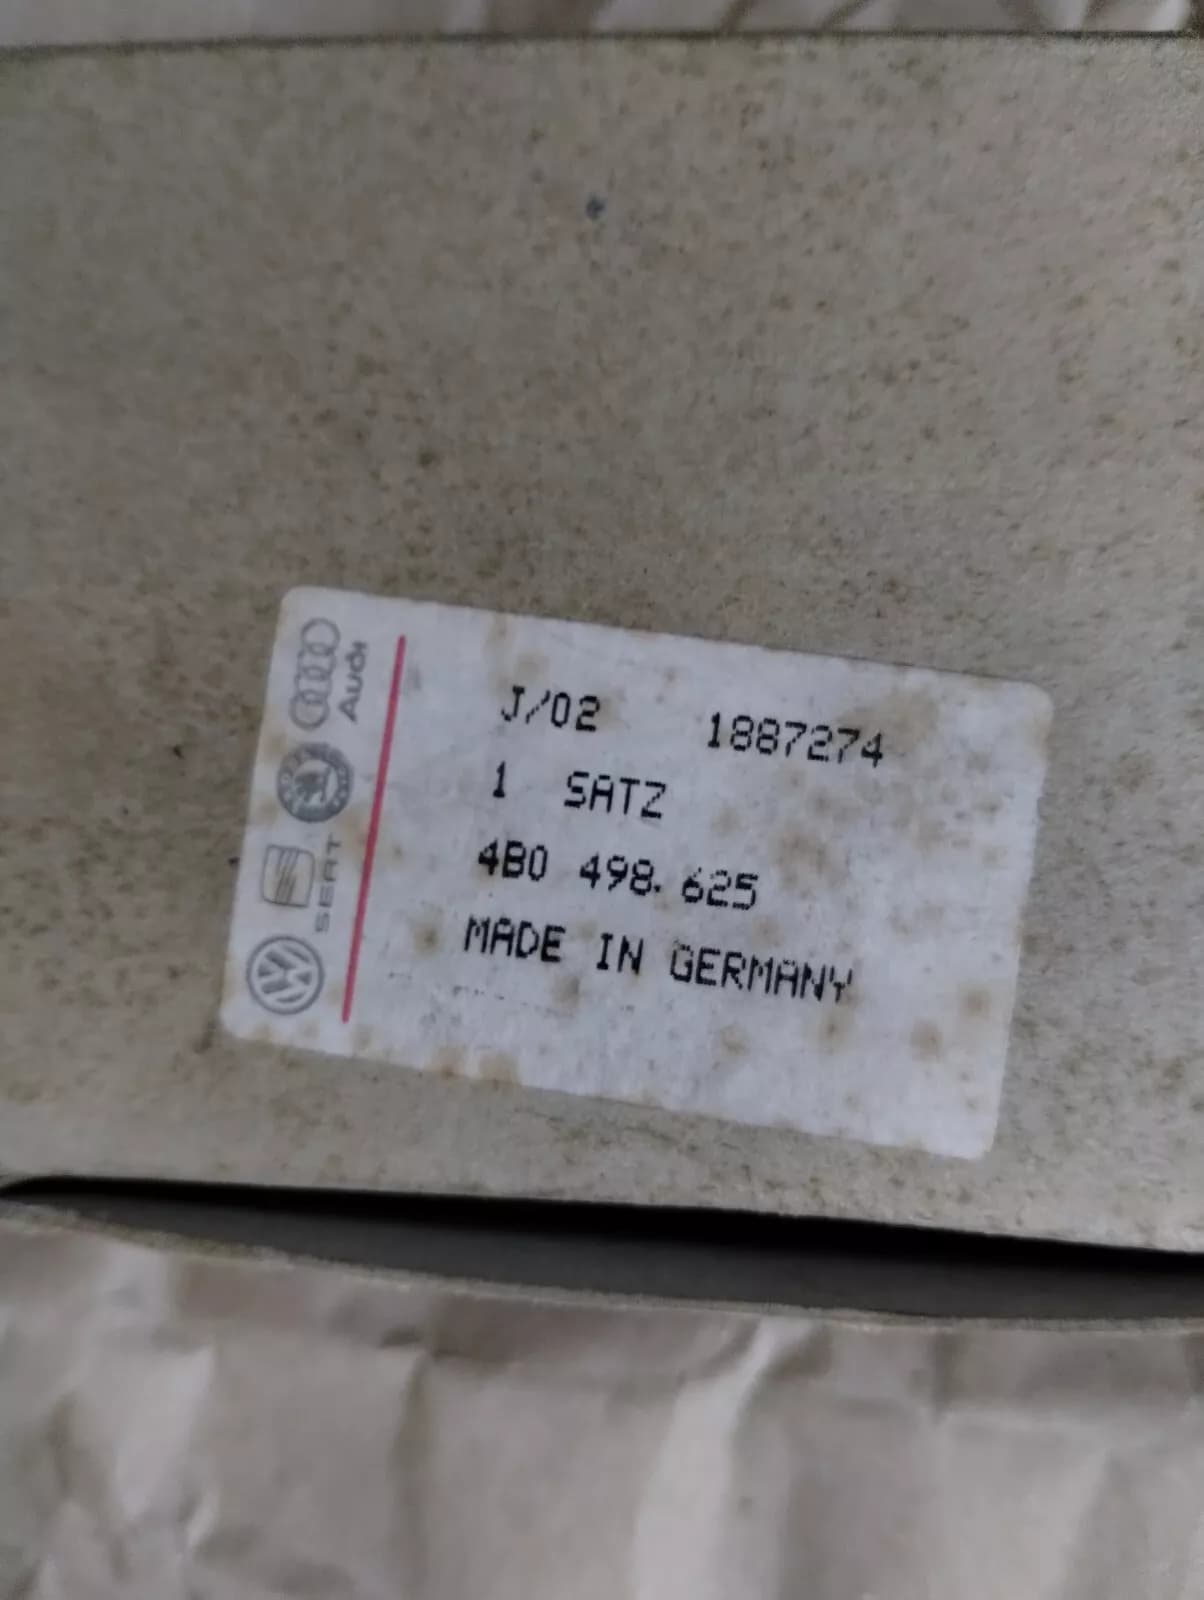 J/02 1887274
1 SATZ
4B0 498.625
MADE IN GERMANY
Audi
SEAT